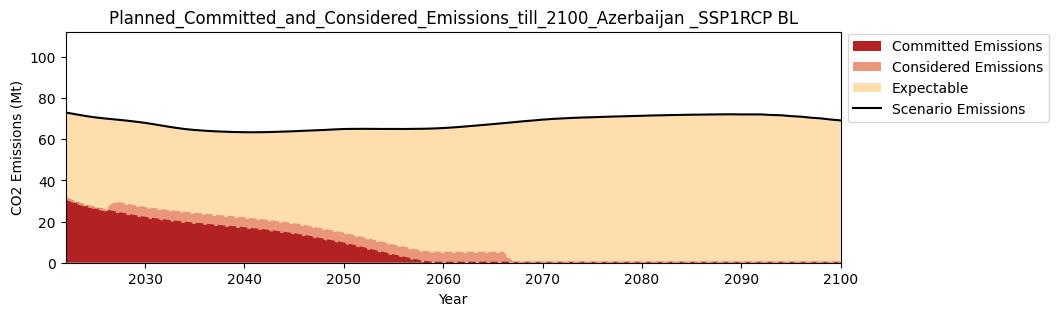 Planned_Committed_and_Considered_Emissions_till_2100_Azerbaijan _SSP1RCP BL
CO2 Emissions (Mt)
100
80
60
40
20
0
2030 2040 2050 2060 2070 2080 2090 2100
Year
Committed Emissions
Considered Emissions
Expectable
Scenario Emissions